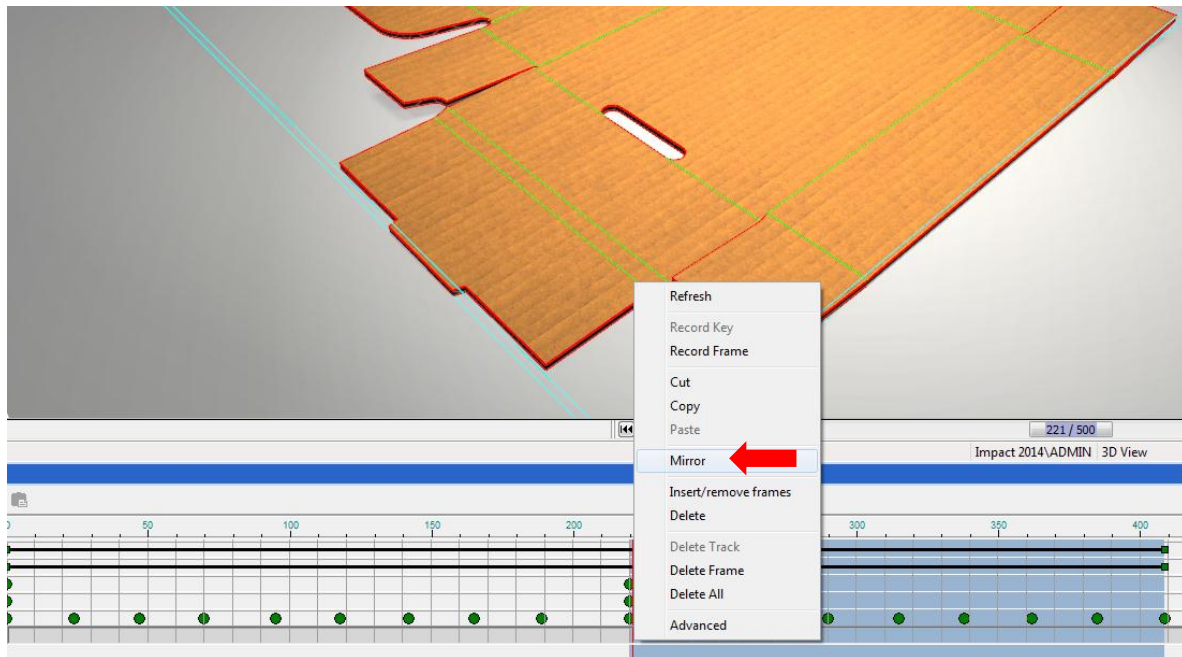 Refresh
Record Key
Record Frame
Cut
Copy
Paste
221 / 500
Mirror
Impact 2014\ADMIN 3D View
Insert/remove frames
Delete
50 100 150 200 300 350 400
Delete Track
Delete Frame
Delete All
Advanced